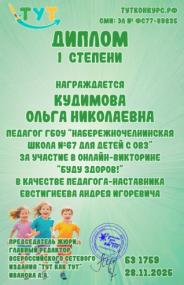 ТУТ
ТУТКОНКУРС.РФ
СМИ: ЭЛ № ФС77-89835
ДИПЛОМ
I СТЕПЕНИ
НАГРАЖДАЕТСЯ
КУДИМОВА
ОЛЬГА НИКОЛАЕВНА
ПЕДАГОГ ГБОУ "НАБЕРЕЖНОЧЕЛНИНСКАЯ
ШКОЛА №67 ДЛЯ ДЕТЕЙ С ОВЗ"
ЗА УЧАСТИЕ В ОНЛАЙН-ВИКТОРИНЕ
"БУДУ ЗДОРОВ!"
В КАЧЕСТВЕ ПЕДАГОГА-НАСТАВНИКА
ЕВСТИГНЕЕВА АНДРЕЯ ИГОРЕВИЧА
ПРЕДСЕДАТЕЛЬ ЖЮРИ,
ГЛАВНЫЙ РЕДАКТОР
ВСЕРОССИЙСКОГО СЕТЕВОГО
ИЗДАНИЯ "ТУТ КАК ТУТ"
ИВАНОВА А.А.
БЗ 1759
28.11.2025